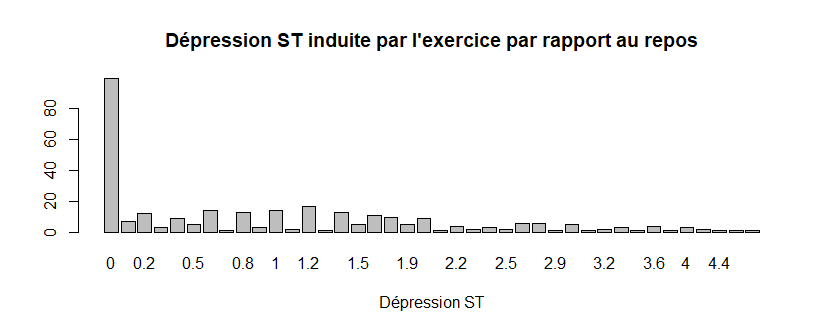 Dépression ST induite par l'exercice par rapport au repos
80
60
40
20
0
0 0.2 0.5 0.8 1 1.2 1.5 1.9 2.2 2.5 2.9 3.2 3.6 4 4.4
Dépression ST